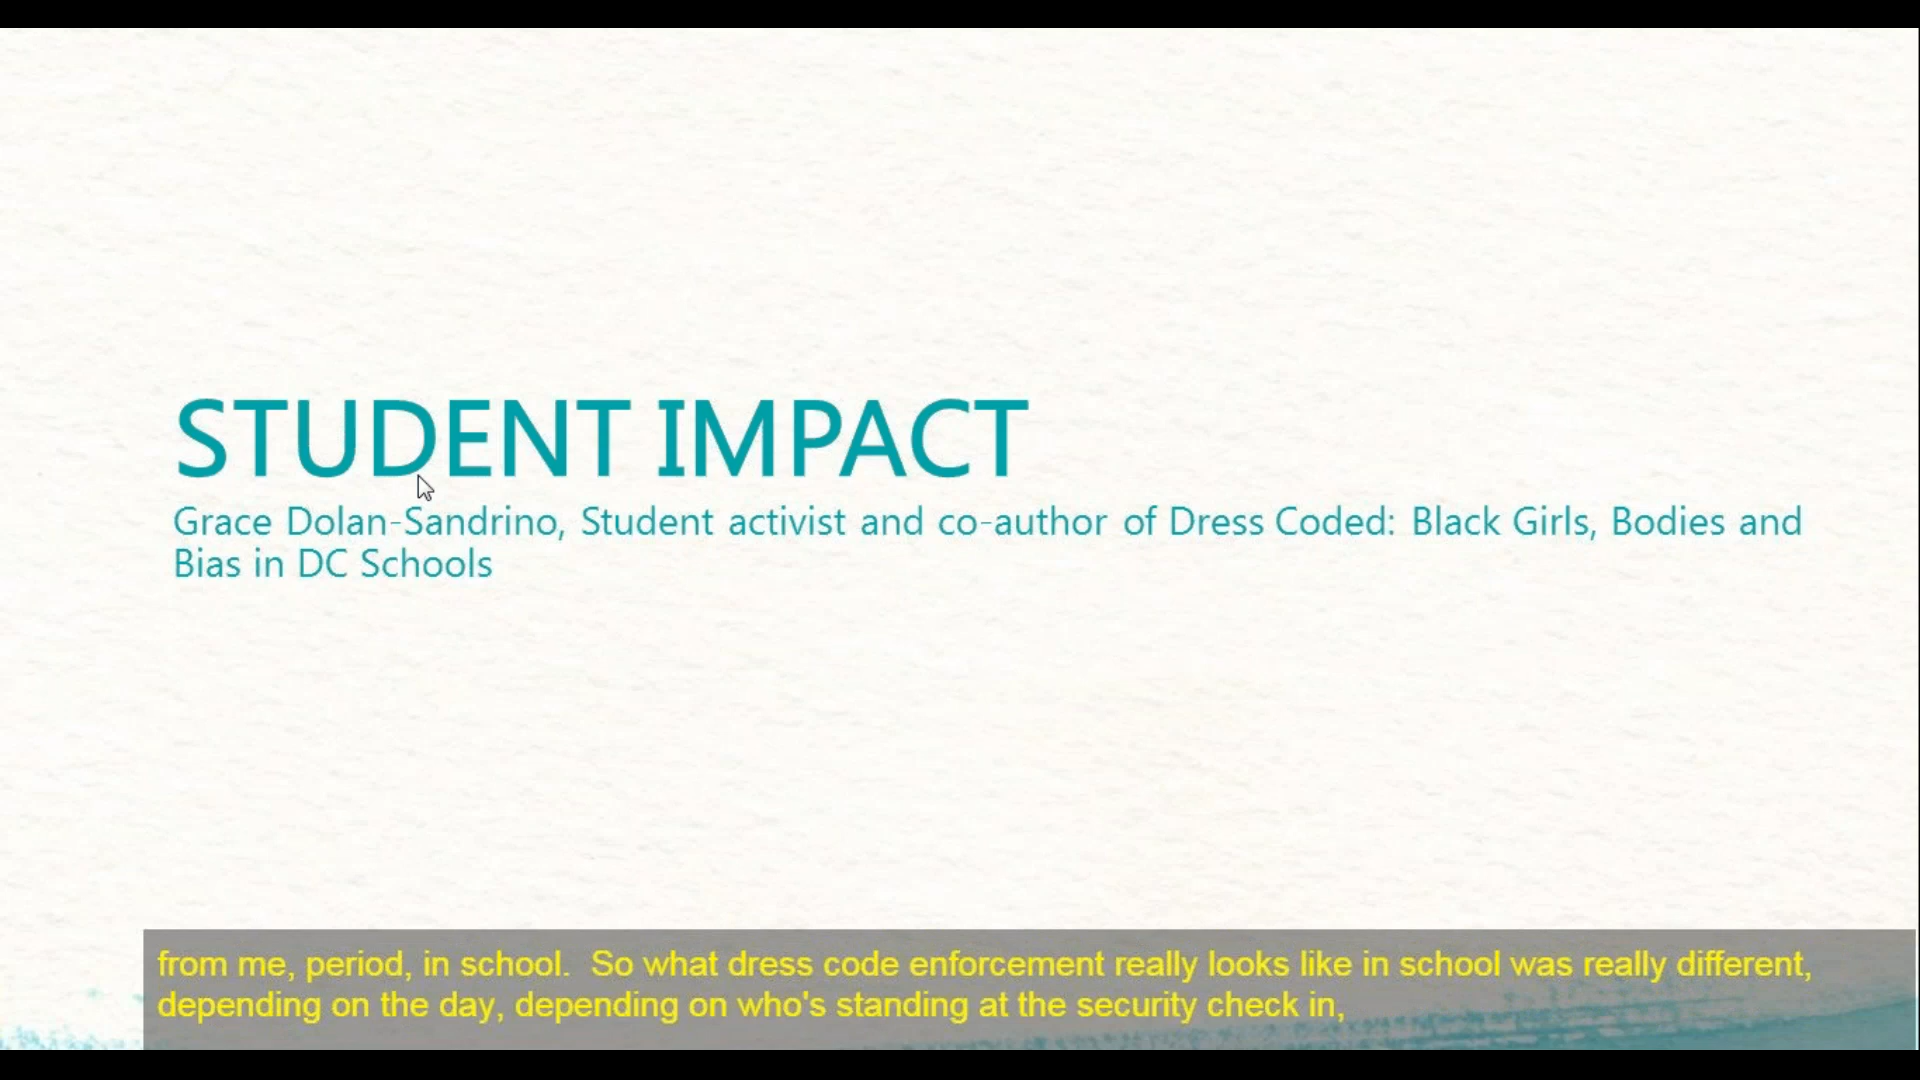 STUDENT IMPACT
Grace Dolan-Sandrino, Student activist and co-author of Dress Coded: Black Girls, Bodies and
Bias in DC Schools
from me, period, in school.  So what dress code enforcement really looks like in school was really different,
depending on the day, depending on who's standing at the security check in,